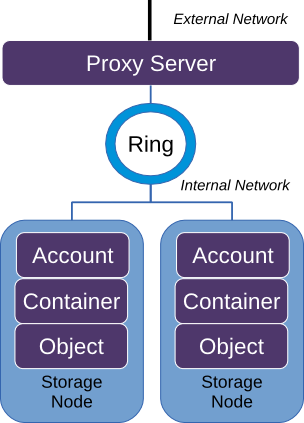 External Network
Proxy Server
Ring
Internal Network
Account
Container
Object
Storage
Node
Account
Container
Object
Storage
Node